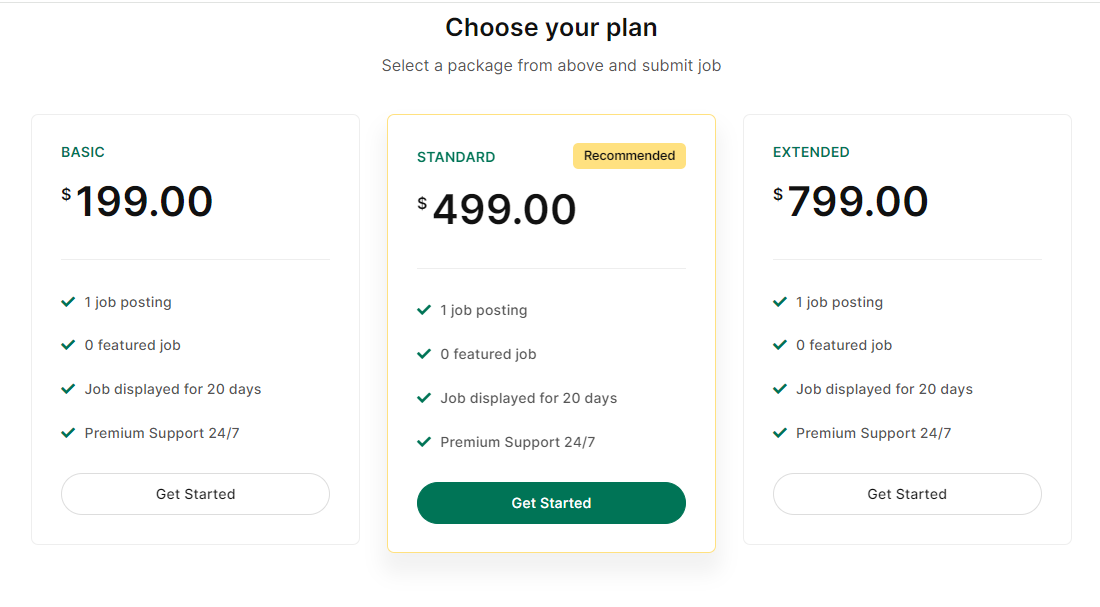 Choose your plan
Select a package from above and submit job
BASIC
$199.00
1 job posting
0 featured job
Job displayed for 20 days
Premium Support 24/7
Get Started
STANDARD
Recommended
$499.00
1 job posting
0 featured job
Job displayed for 20 days
Premium Support 24/7
Get Started
EXTENDED
$799.00
1 job posting
0 featured job
Job displayed for 20 days
Premium Support 24/7
Get Started